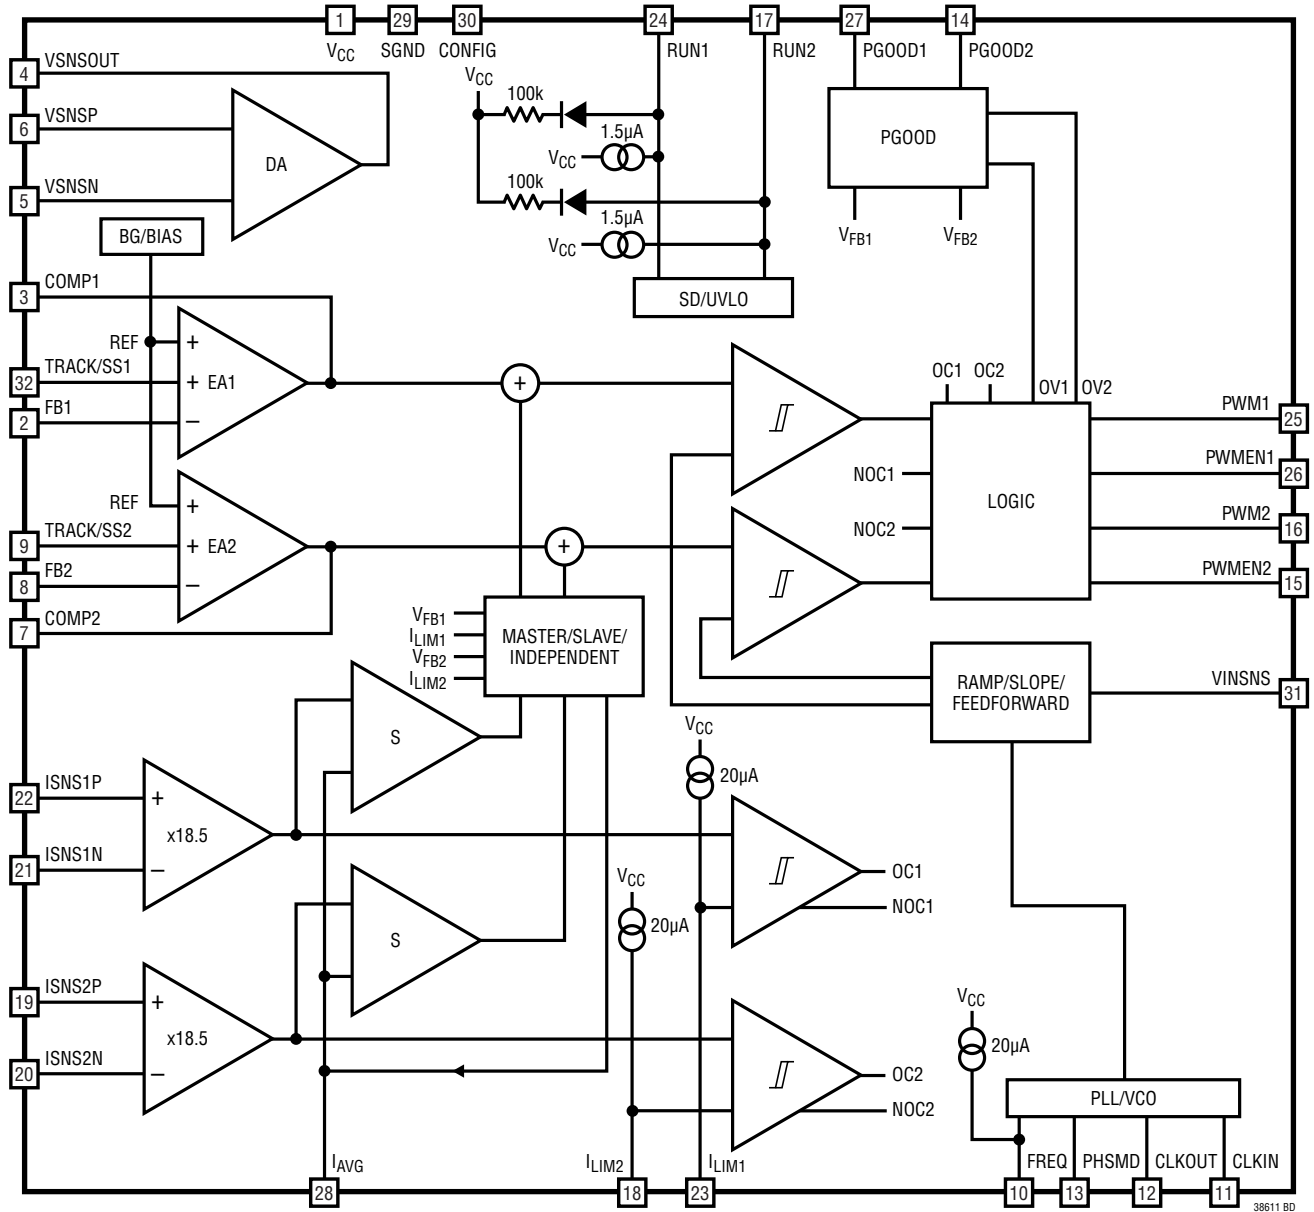 1
29
30
24
17
27
14
VCC
SGND
CONFIG
RUN1
RUN2
PGOOD1
PGOOD2
4
VSNSOUT
6
VSNSP
5
VSNSN
DA
BG/BIAS
VCC
100k
1.5µA
VCC
100k
1.5µA
VCC
SD/UVLO
PGOOD
VFB1
VFB2
3
COMP1
REF
+
32
TRACK/SS1
+ EA1
2
FB1
–
REF
+
9
TRACK/SS2
+ EA2
8
FB2
–
7
COMP2
+
+
OC1
OC2
OV1
OV2
NOC1
NOC2
LOGIC
PWM1
25
PWMEN1
26
PWM2
16
PWMEN2
15
VFB1
ILIM1
VFB2
ILIM2
MASTER/SLAVE/
INDEPENDENT
RAMP/SLOPE/
FEEDFORWARD
VINSNS
31
S
VCC
20µA
22
ISNS1P
+
x18.5
21
ISNS1N
–
OC1
NOC1
S
VCC
20µA
19
ISNS2P
+
x18.5
20
ISNS2N
–
OC2
NOC2
VCC
20µA
PLL/VCO
IAVG
28
ILIM2
18
ILIM1
23
FREQ
10
PHSMD
13
CLKOUT
12
CLKIN
11
38611 BD